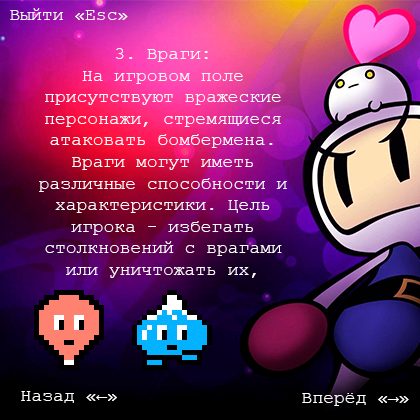 Выйти «Esc»
3. Враги:
На игровом поле
присутствуют вражеские
персонажи, стремящиеся
атаковать бомбермена.
Враги могут иметь
различные способности и
характеристики. Цель
игрока - избегать
столкновений с врагами
или уничтожать их,
Назад «←»
Вперёд «→»